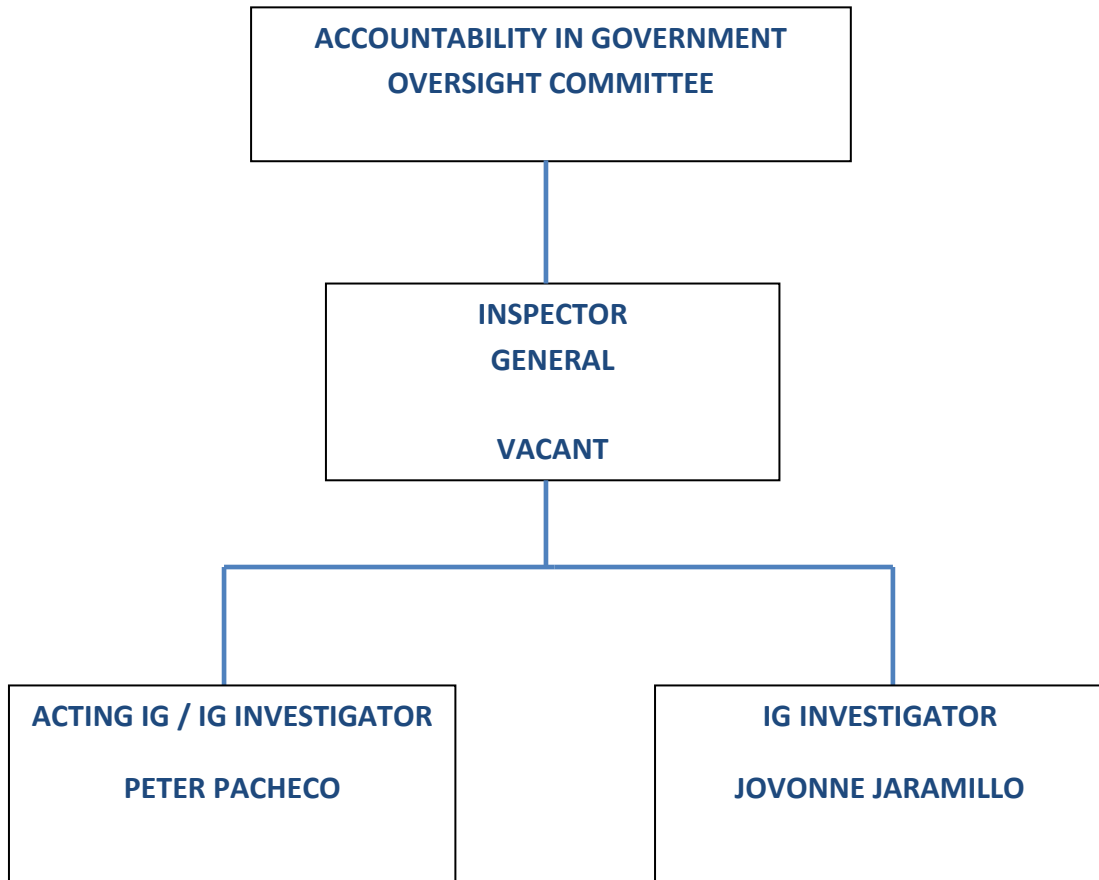 ACCOUNTABILITY IN GOVERNMENT
OVERSIGHT COMMITTEE
INSPECTOR
GENERAL
VACANT
ACTING IG / IG INVESTIGATOR
PETER PACHECO
IG INVESTIGATOR
JOVONNE JARAMILLO